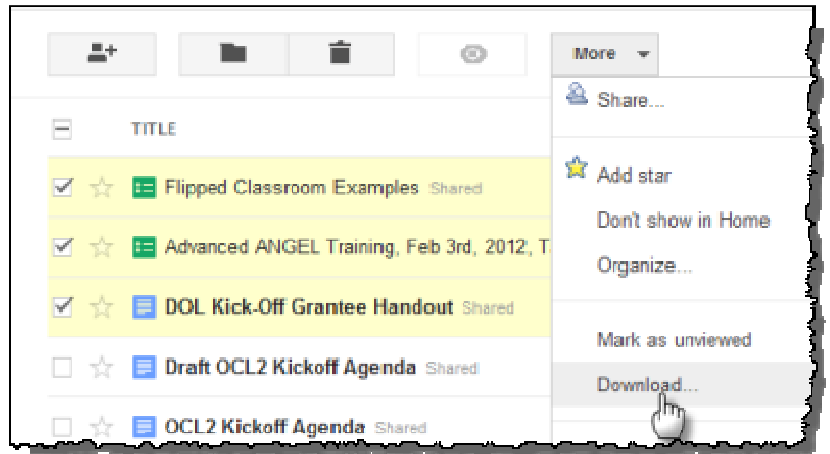 More
Share...
TITLE
Add star
Flipped Classroom Examples Shared
Don't show in Home
Advanced ANGEL Training, Feb 3rd, 2012', T
Organize...
DOL Kick-Off Grantee Handout Shared
Mark as unviewed
Draft OCL2 Kickoff Agenda Shared
Download...
OCL2 Kickoff Agenda Shared